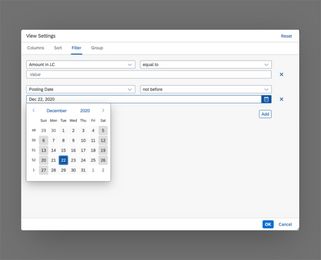 View Settings Reset
Columns Sort Filter Group
Amount in LC equal to
Value
Posting Date not before
Dec 22, 2020
December 2020
Sun Mon Tue Wed Thu Fri Sat
49 29 30 1 2 3 4 5
50 6 7 8 9 10 11 12
51 13 14 15 16 17 18 19
52 20 21 22 23 24 25 26
1 27 28 29 30 31 1 2
Add
OK Cancel